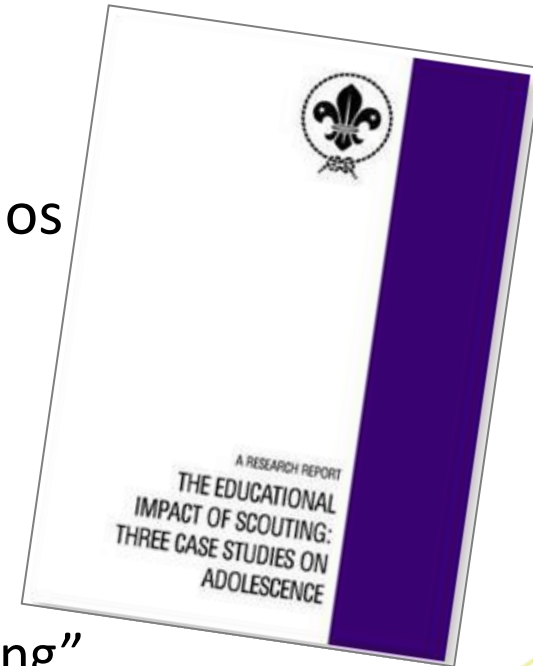 os
A RESEARCH REPORT
THE EDUCATIONAL
IMPACT OF SCOUTING:
THREE CASE STUDIES ON
ADOLESCENCE
ng”